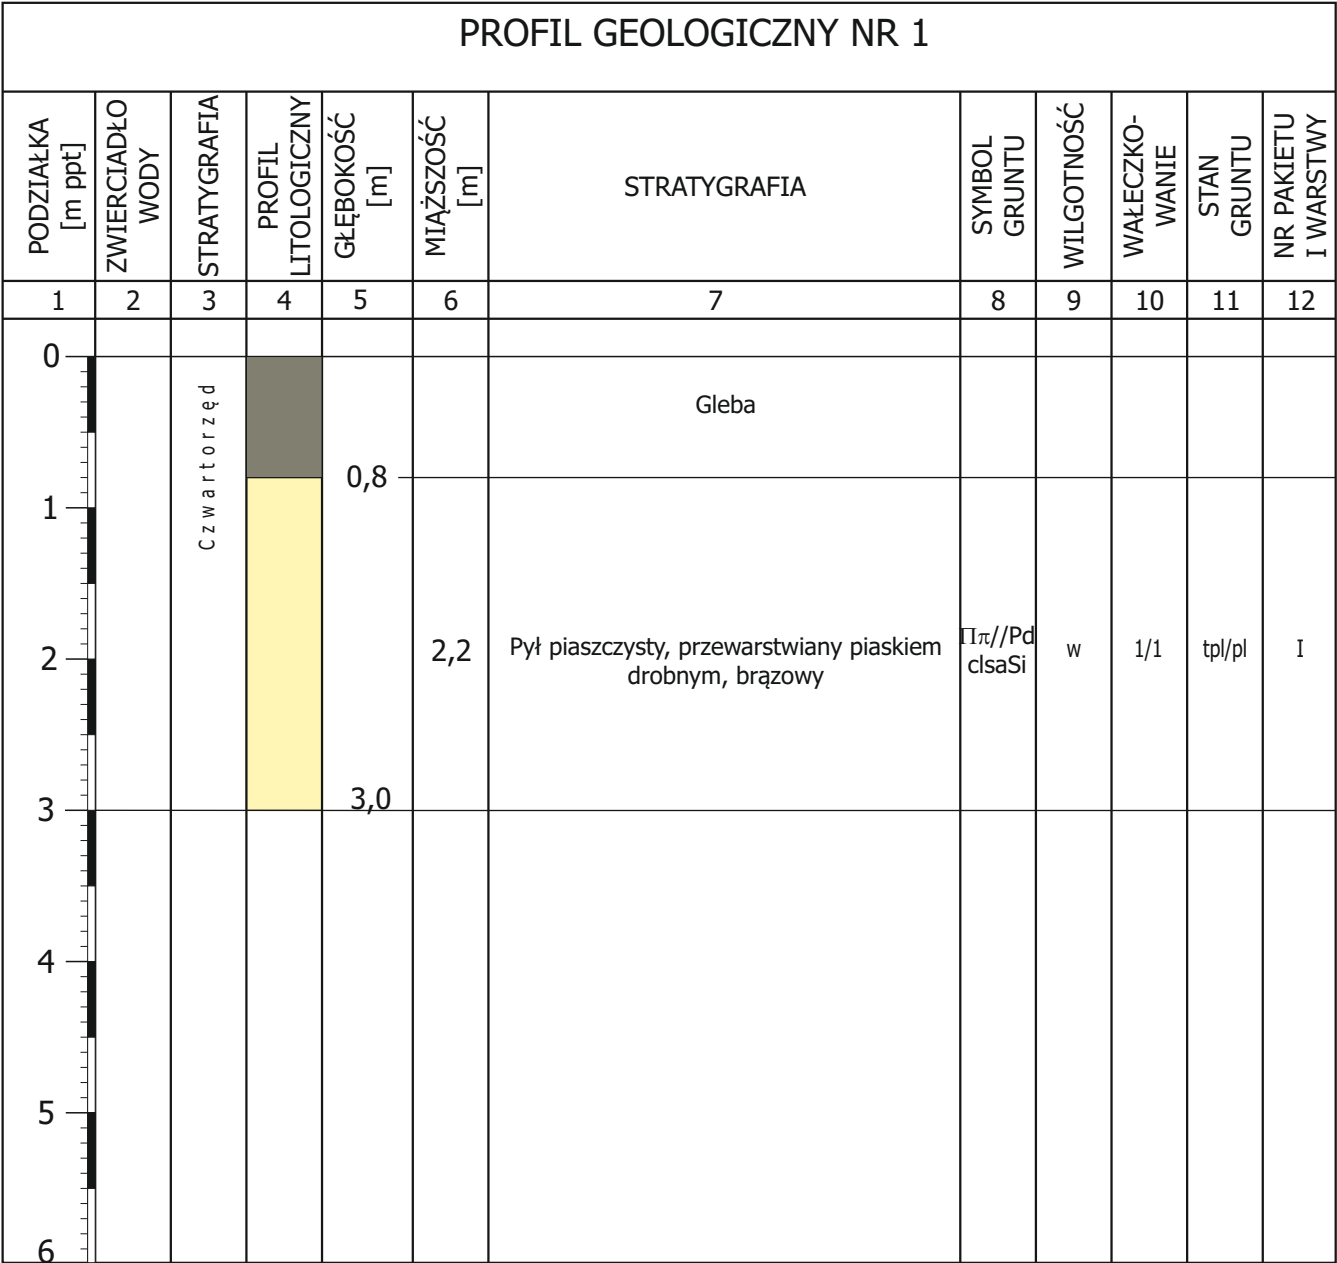 PROFIL GEOLOGICZNY NR 1
PODZIAŁKA
[m ppt]
ZWIERCIADŁO
WODY
STRATYGRAFIA
PROFIL
LITOLOGICZNY
GŁĘBOKOŚĆ
[m]
MIĄŻSZOŚĆ
[m]
STRATYGRAFIA
SYMBOL
GRUNTU
WILGOTNOŚĆ
WAŁECZKO-
WANIE
STAN
GRUNTU
NR PAKIETU
I WARSTWY
1 2 3 4 5 6 7 8 9 10 11 12
0
Czwartorzęd
Gleba
0,8
1
2
2,2
Pył piaszczysty, przewarstwiany piaskiem
drobnym, brązowy
Ππ//Pd
clsaSi
w
1/1
tpl/pl
I
3,0
3
4
5
6